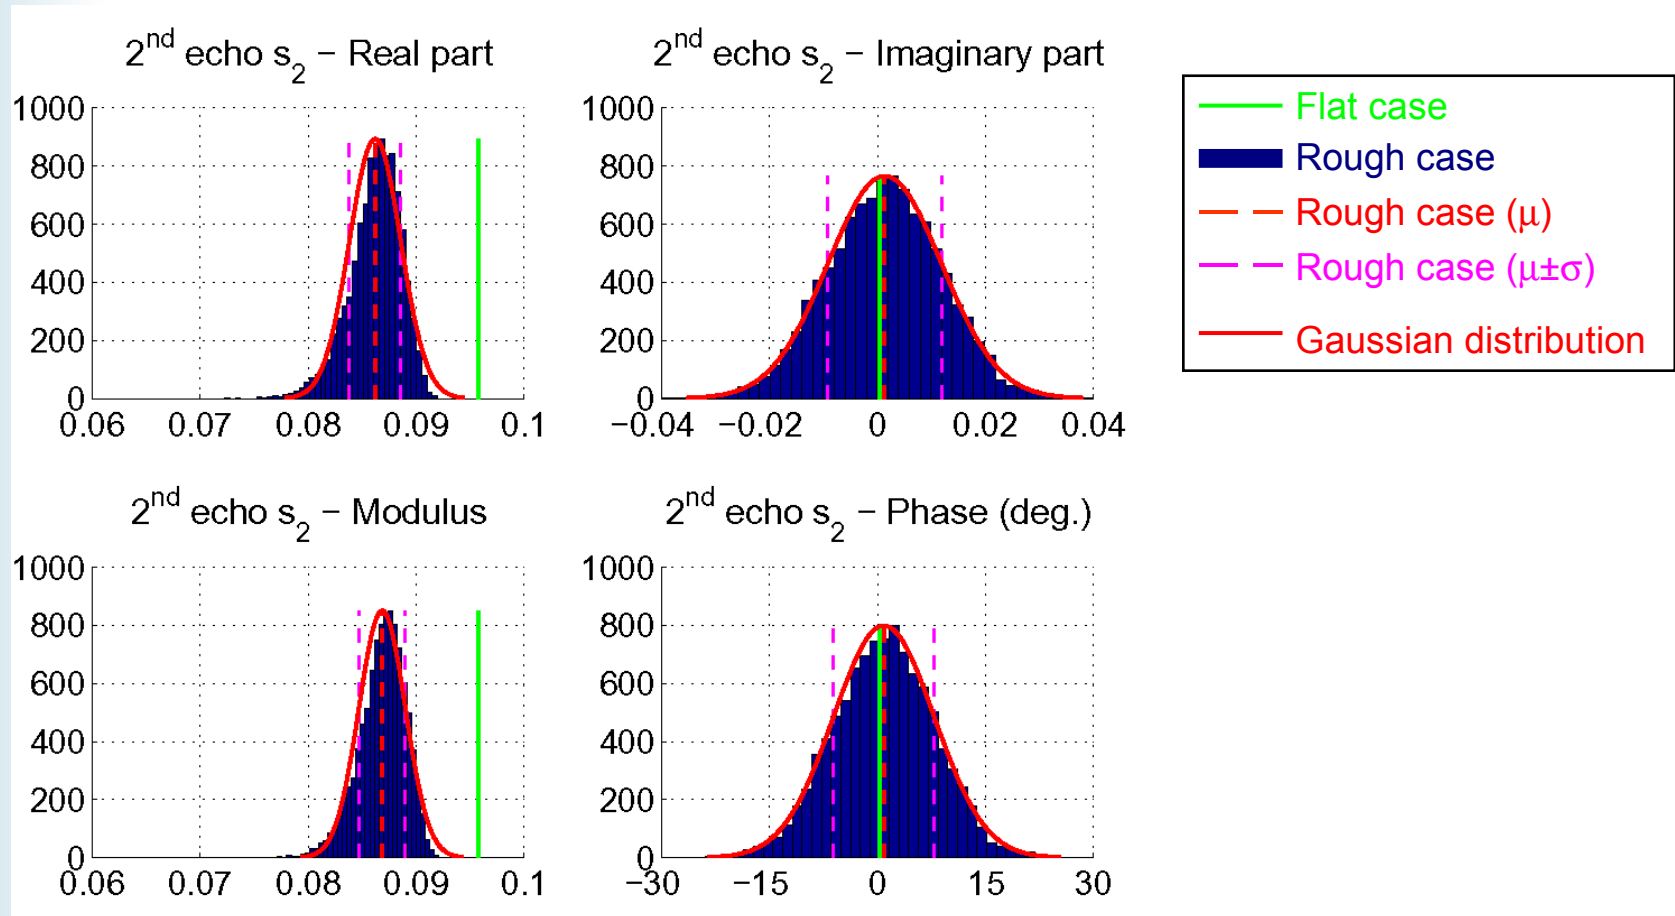 2nd echo s2 − Real part
1000
800
600
400
200
0
0.06 0.07 0.08 0.09 0.1
2nd echo s2 − Imaginary part
1000
800
600
400
200
0
−0.04 −0.02 0 0.02 0.04
Flat case
Rough case
Rough case (μ)
Rough case (μ±σ)
Gaussian distribution
2nd echo s2 − Modulus
1000
800
600
400
200
0
0.06 0.07 0.08 0.09 0.1
2nd echo s2 − Phase (deg.)
1000
800
600
400
200
0
−30 −15 0 15 30